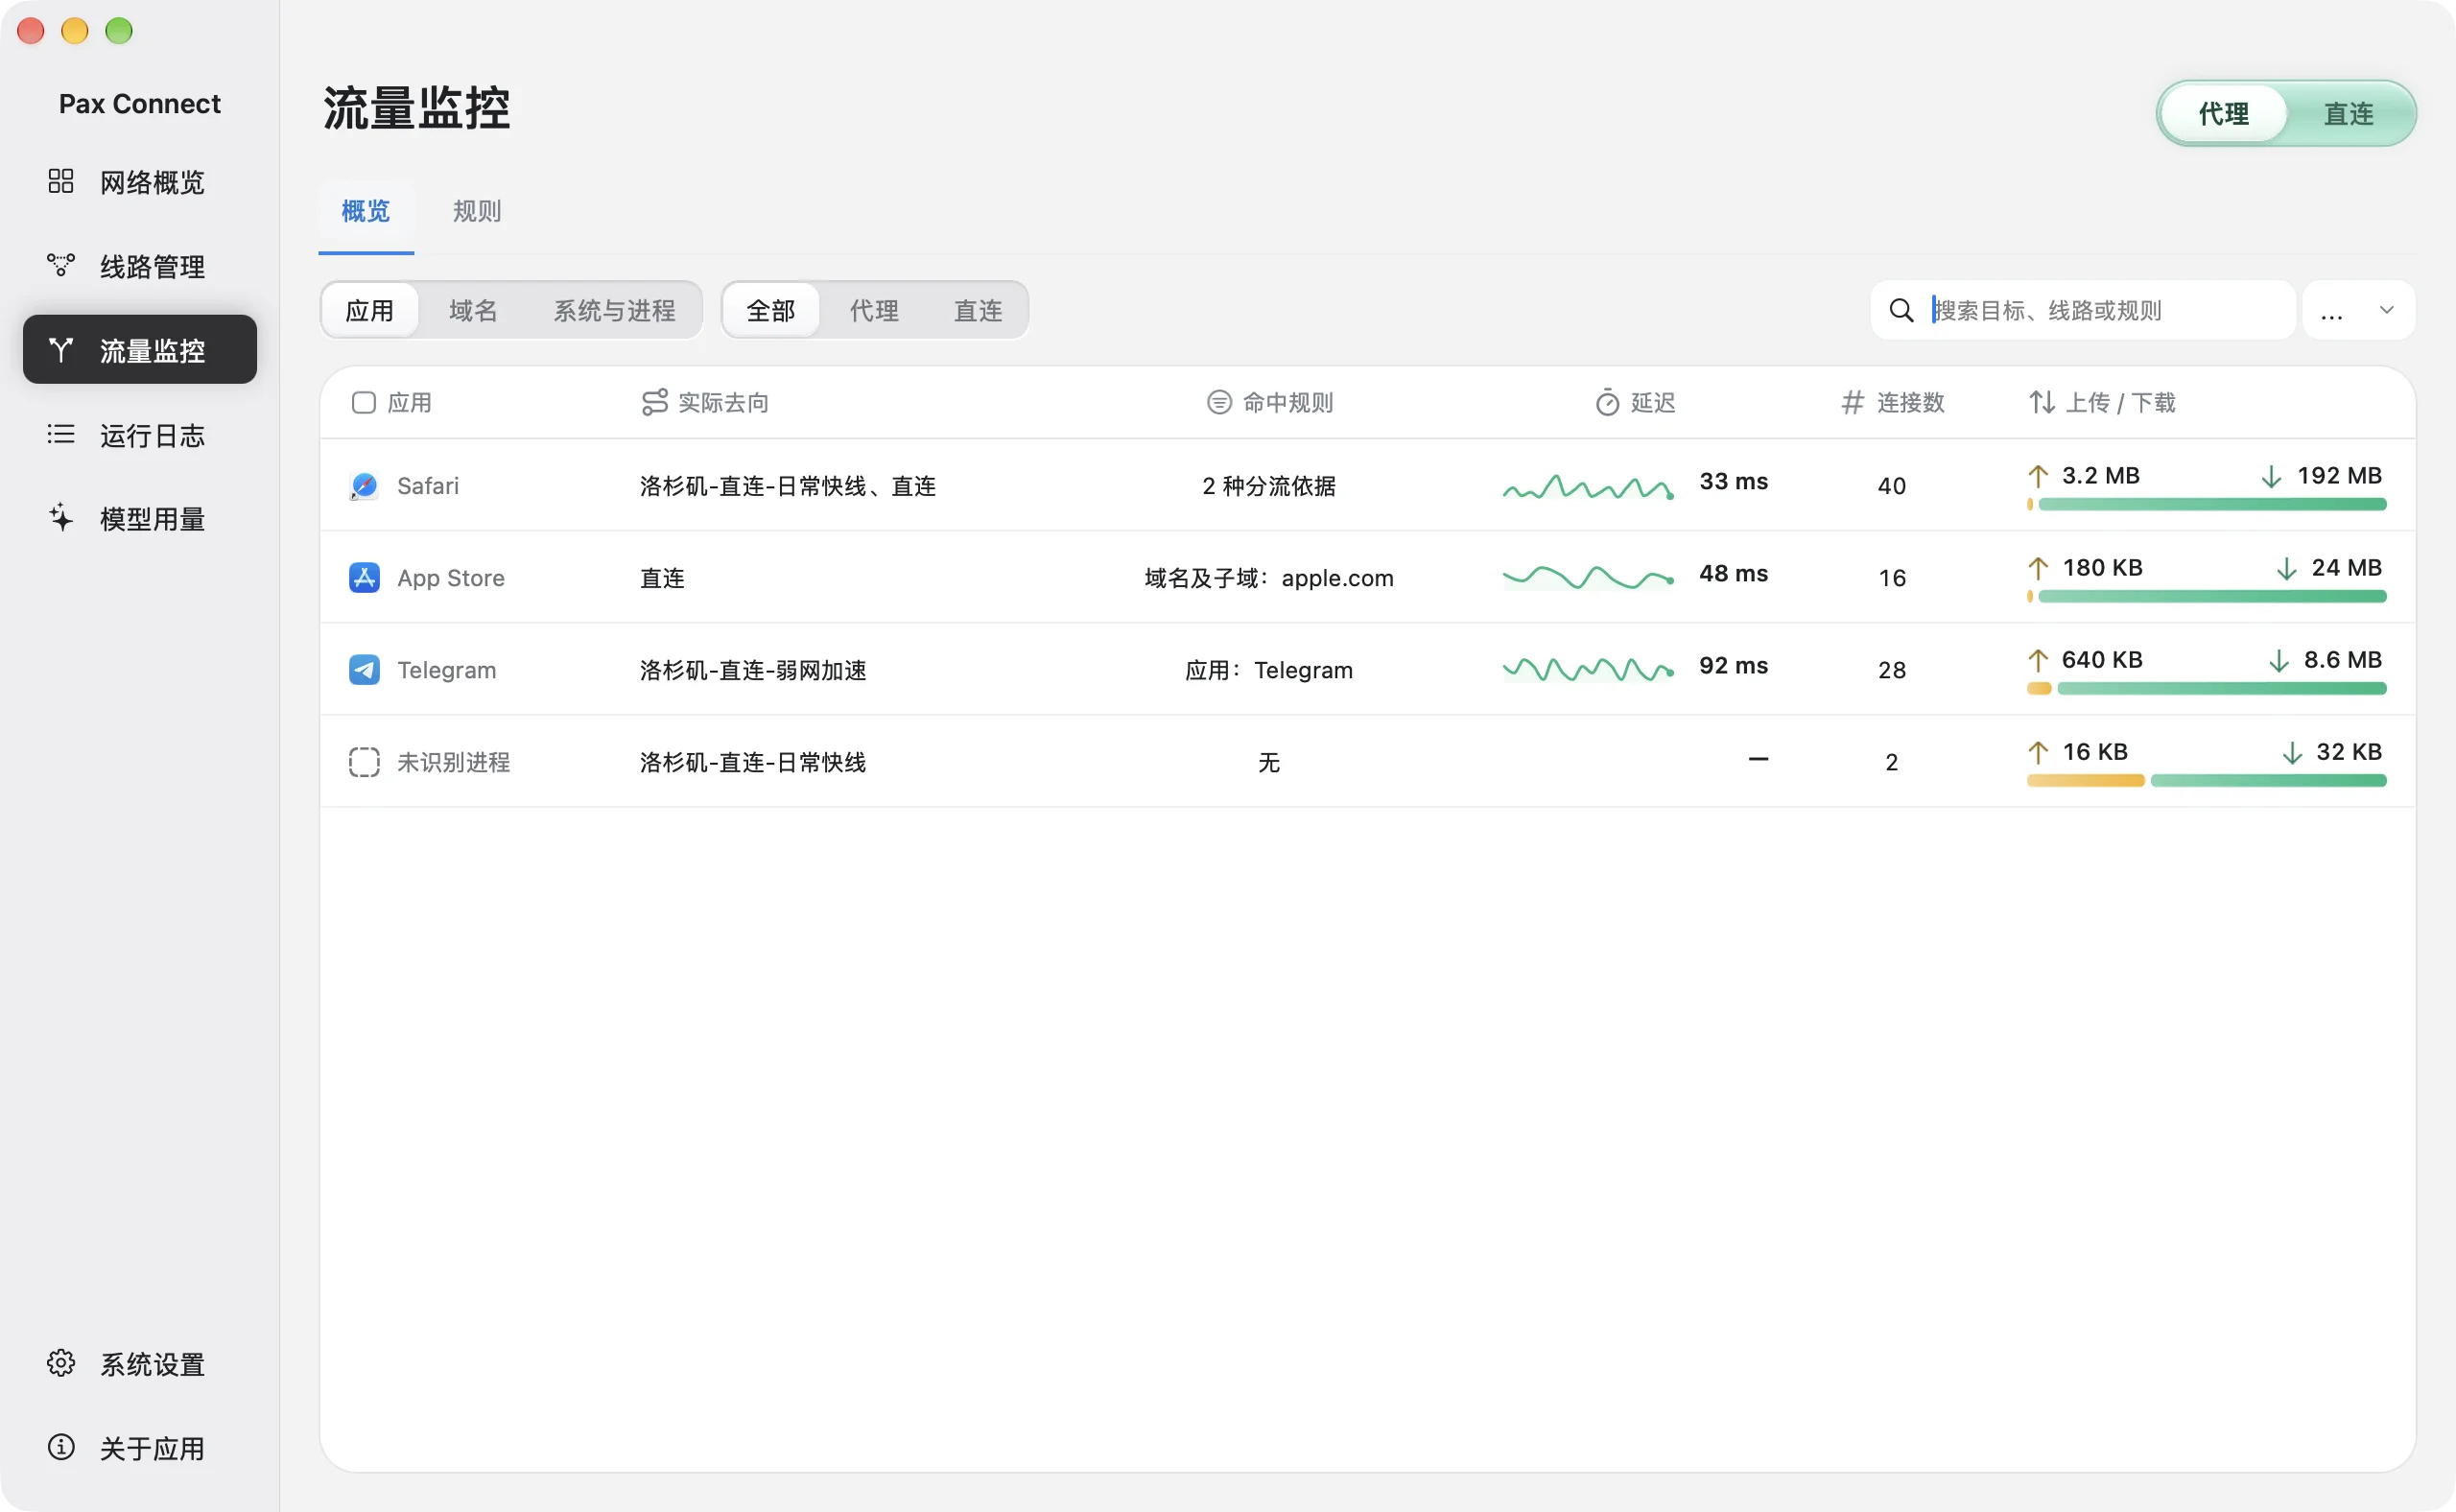 Pax Connect
网络概览
线路管理
流量监控
运行日志
模型用量
系统设置
关于应用
流量监控
代理 直连
概览 规则
应用 域名 系统与进程 全部 代理 直连 搜索目标、线路或规则 ...
应用 实际去向 命中规则 延迟 # 连接数 上传 / 下载
Safari 洛杉矶-直连-日常快线、直连 2 种分流依据 33 ms 40 ↑ 3.2 MB ↓ 192 MB
App Store 直连 域名及子域：apple.com 48 ms 16 ↑ 180 KB ↓ 24 MB
Telegram 洛杉矶-直连-弱网加速 应用：Telegram 92 ms 28 ↑ 640 KB ↓ 8.6 MB
未识别进程 洛杉矶-直连-日常快线 无 — 2 ↑ 16 KB ↓ 32 KB